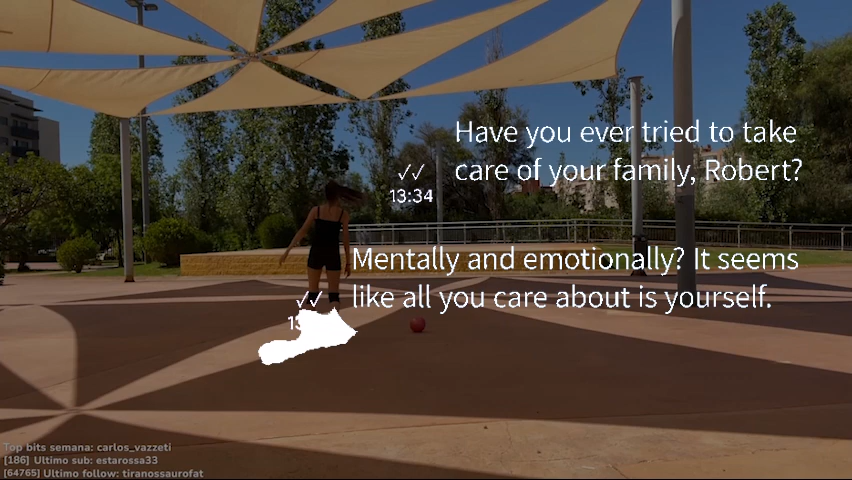 Have you ever tried to take
care of your family, Robert?
13:34
Mentally and emotionally? It seems
like all you care about is yourself.
Top bits semana: carlos_vazzeti
[186] Ultimo sub: estarossa33
[64765] Ultimo follow: tiranossaurofat